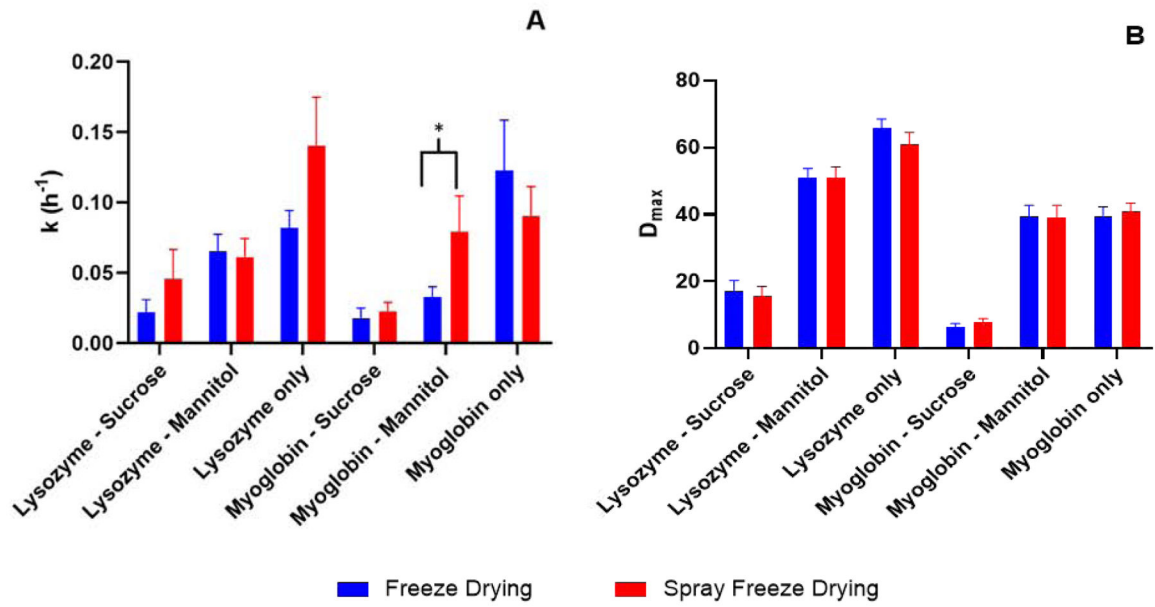 A
k (h⁻¹)
0.20
0.15
0.10
0.05
0.00
*
Lysozyme - Sucrose
Lysozyme - Mannitol
Lysozyme only
Myoglobin - Sucrose
Myoglobin - Mannitol
Myoglobin only
B
Dmax
80
60
40
20
0
Lysozyme - Sucrose
Lysozyme - Mannitol
Lysozyme only
Myoglobin - Sucrose
Myoglobin - Mannitol
Myoglobin only
Freeze Drying
Spray Freeze Drying